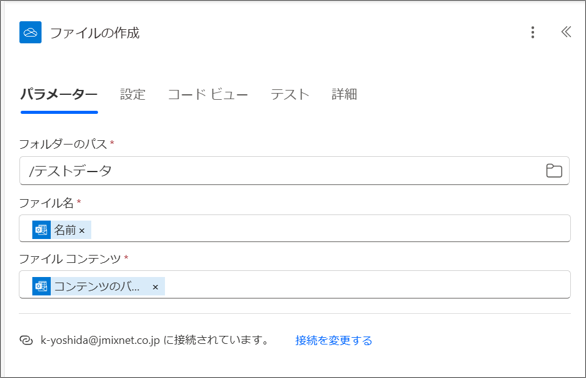 ファイルの作成
パラメーター 設定 コード ビュー テスト 詳細
フォルダーのパス *
/テストデータ
ファイル名 *
名前 ×
ファイル コンテンツ *
コンテンツのバ... ×
k-yoshida@jmixnet.co.jp に接続されています。 接続を変更する